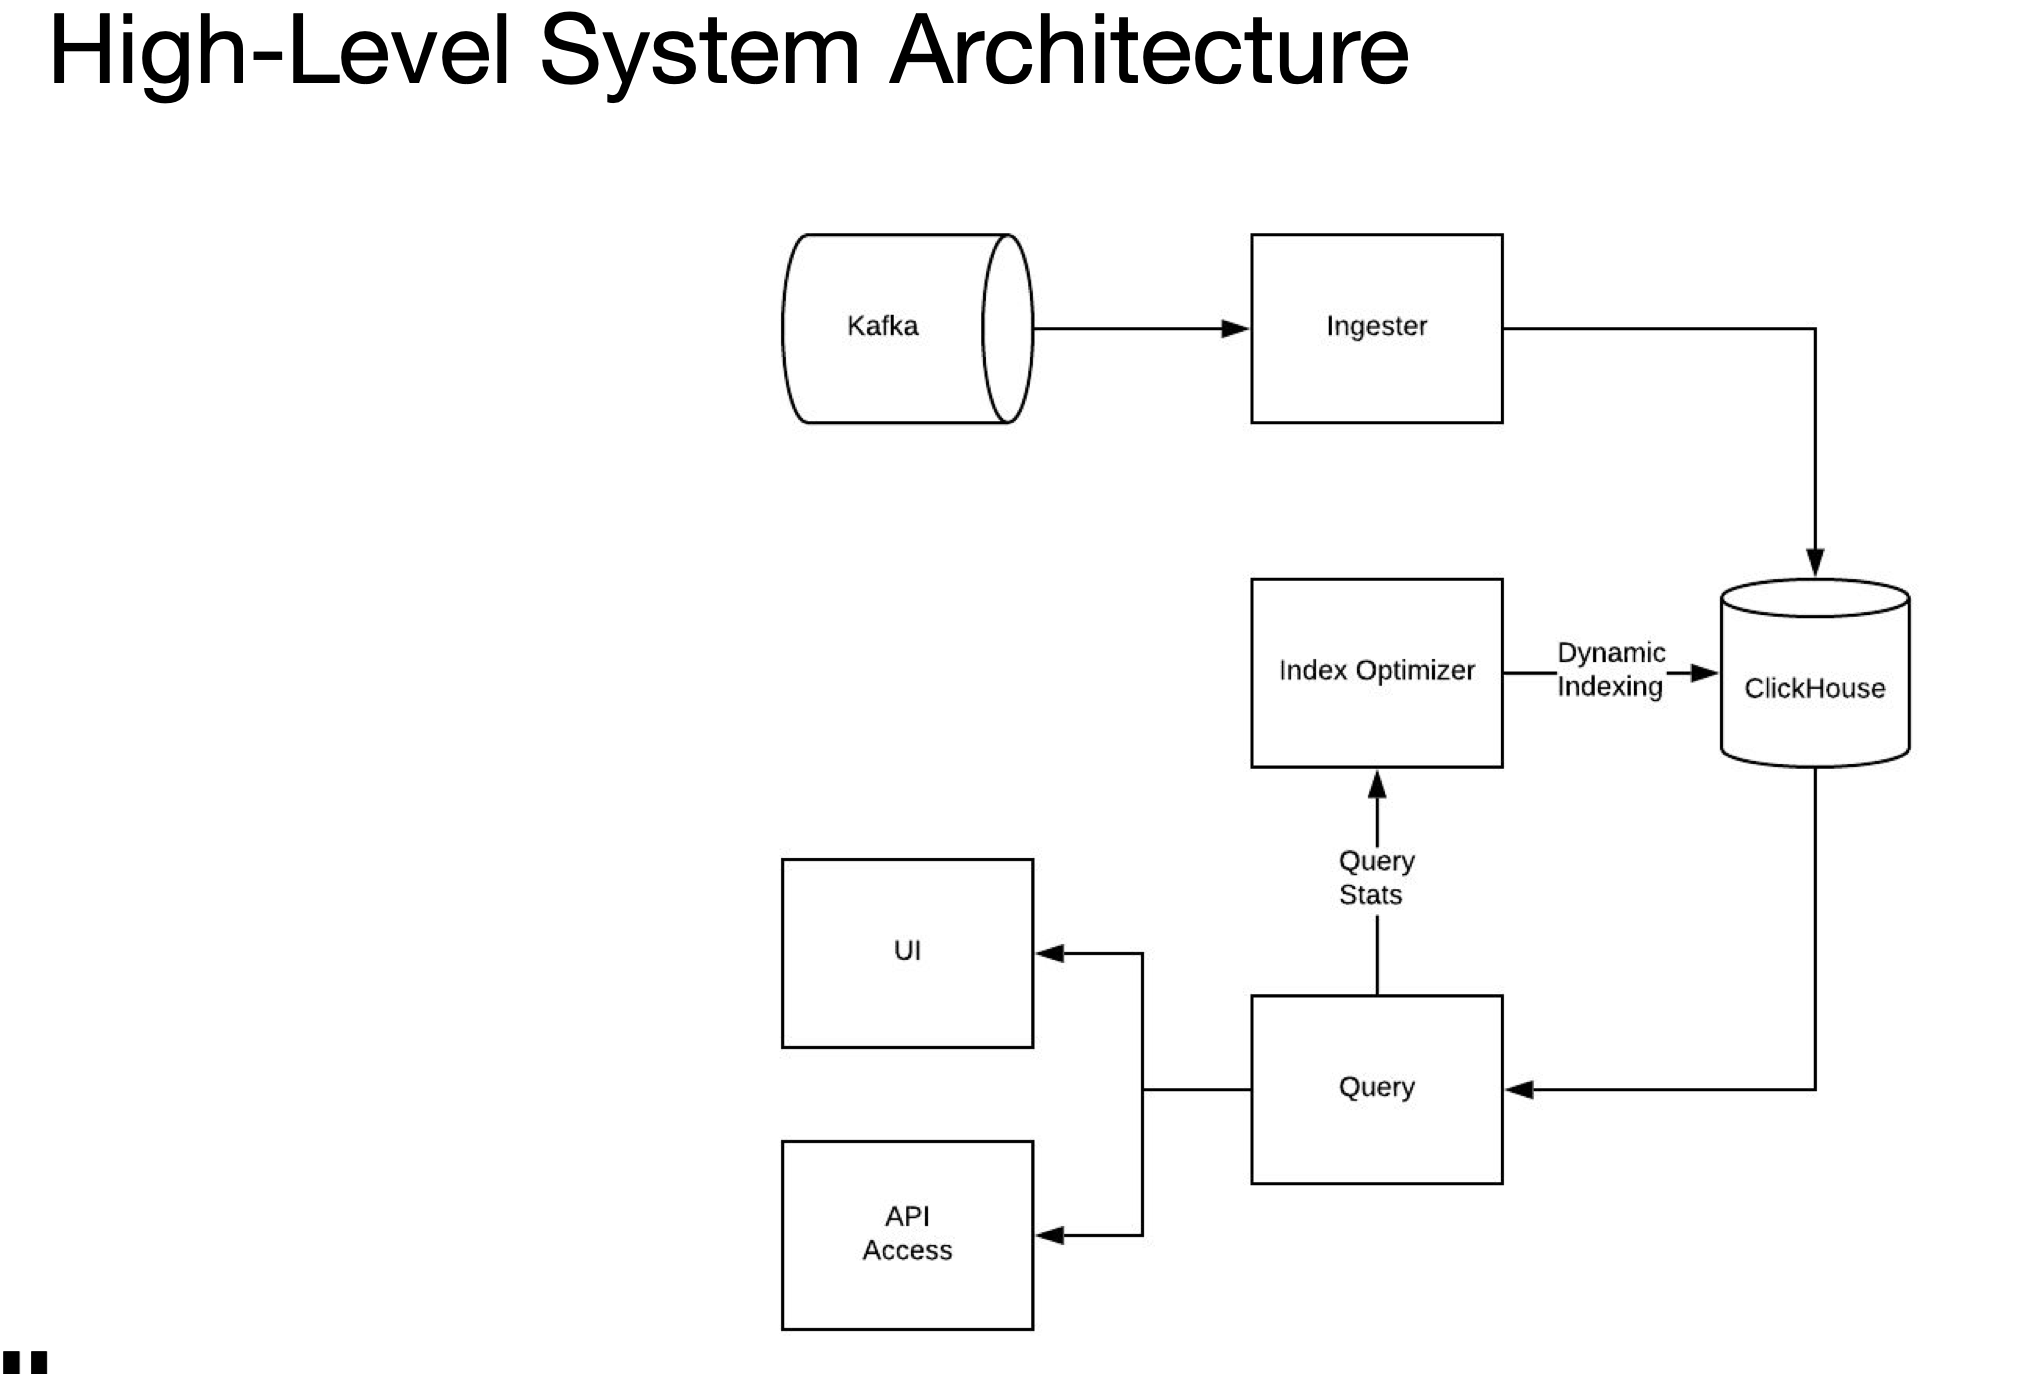 High-Level System Architecture
Kafka
Ingester
Index Optimizer
Dynamic
Indexing
ClickHouse
Query
Stats
UI
Query
API
Access